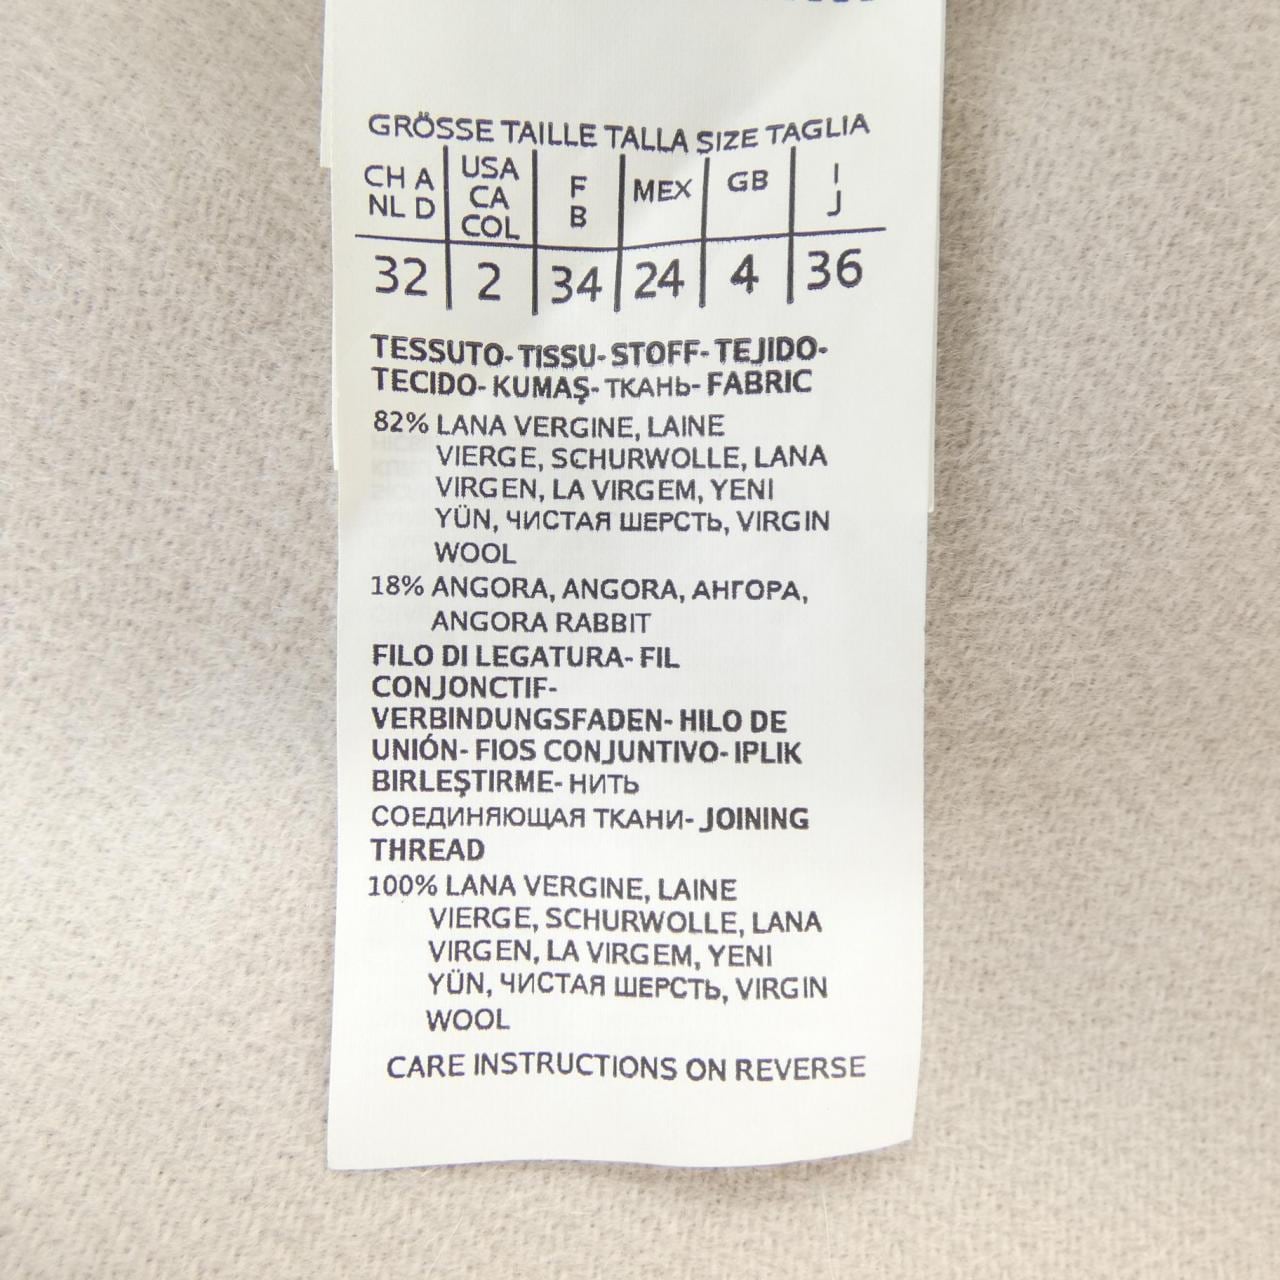 GRÖSSE TAILLE TALLA SIZE TAGLIA
CH A NL D USA CA COL F B MEX GB I J
32 2 34 24 4 36
TESSUTO- TISSU- STOFF- TEJIDO-
TECIDO- KUMAŞ- ТКАНЬ- FABRIC
82% LANA VERGINE, LAINE
VIERGE, SCHURWOLLE, LANA
VIRGEN, LA VIRGEM, YENI
YÜN, ЧИСТАЯ ШЕРСТЬ, VIRGIN
WOOL
18% ANGORA, ANGORA, АНГОРА,
ANGORA RABBIT
FILO DI LEGATURA- FIL
CONJONCTIF-
VERBINDUNGSFADEN- HILO DE
UNIÓN- FIOS CONJUNTIVO- IPLIK
BIRLEŞTIRME- НИТЬ
СОЕДИНЯЮЩАЯ ТКАНИ- JOINING
THREAD
100% LANA VERGINE, LAINE
VIERGE, SCHURWOLLE, LANA
VIRGEN, LA VIRGEM, YENI
YÜN, ЧИСТАЯ ШЕРСТЬ, VIRGIN
WOOL
CARE INSTRUCTIONS ON REVERSE